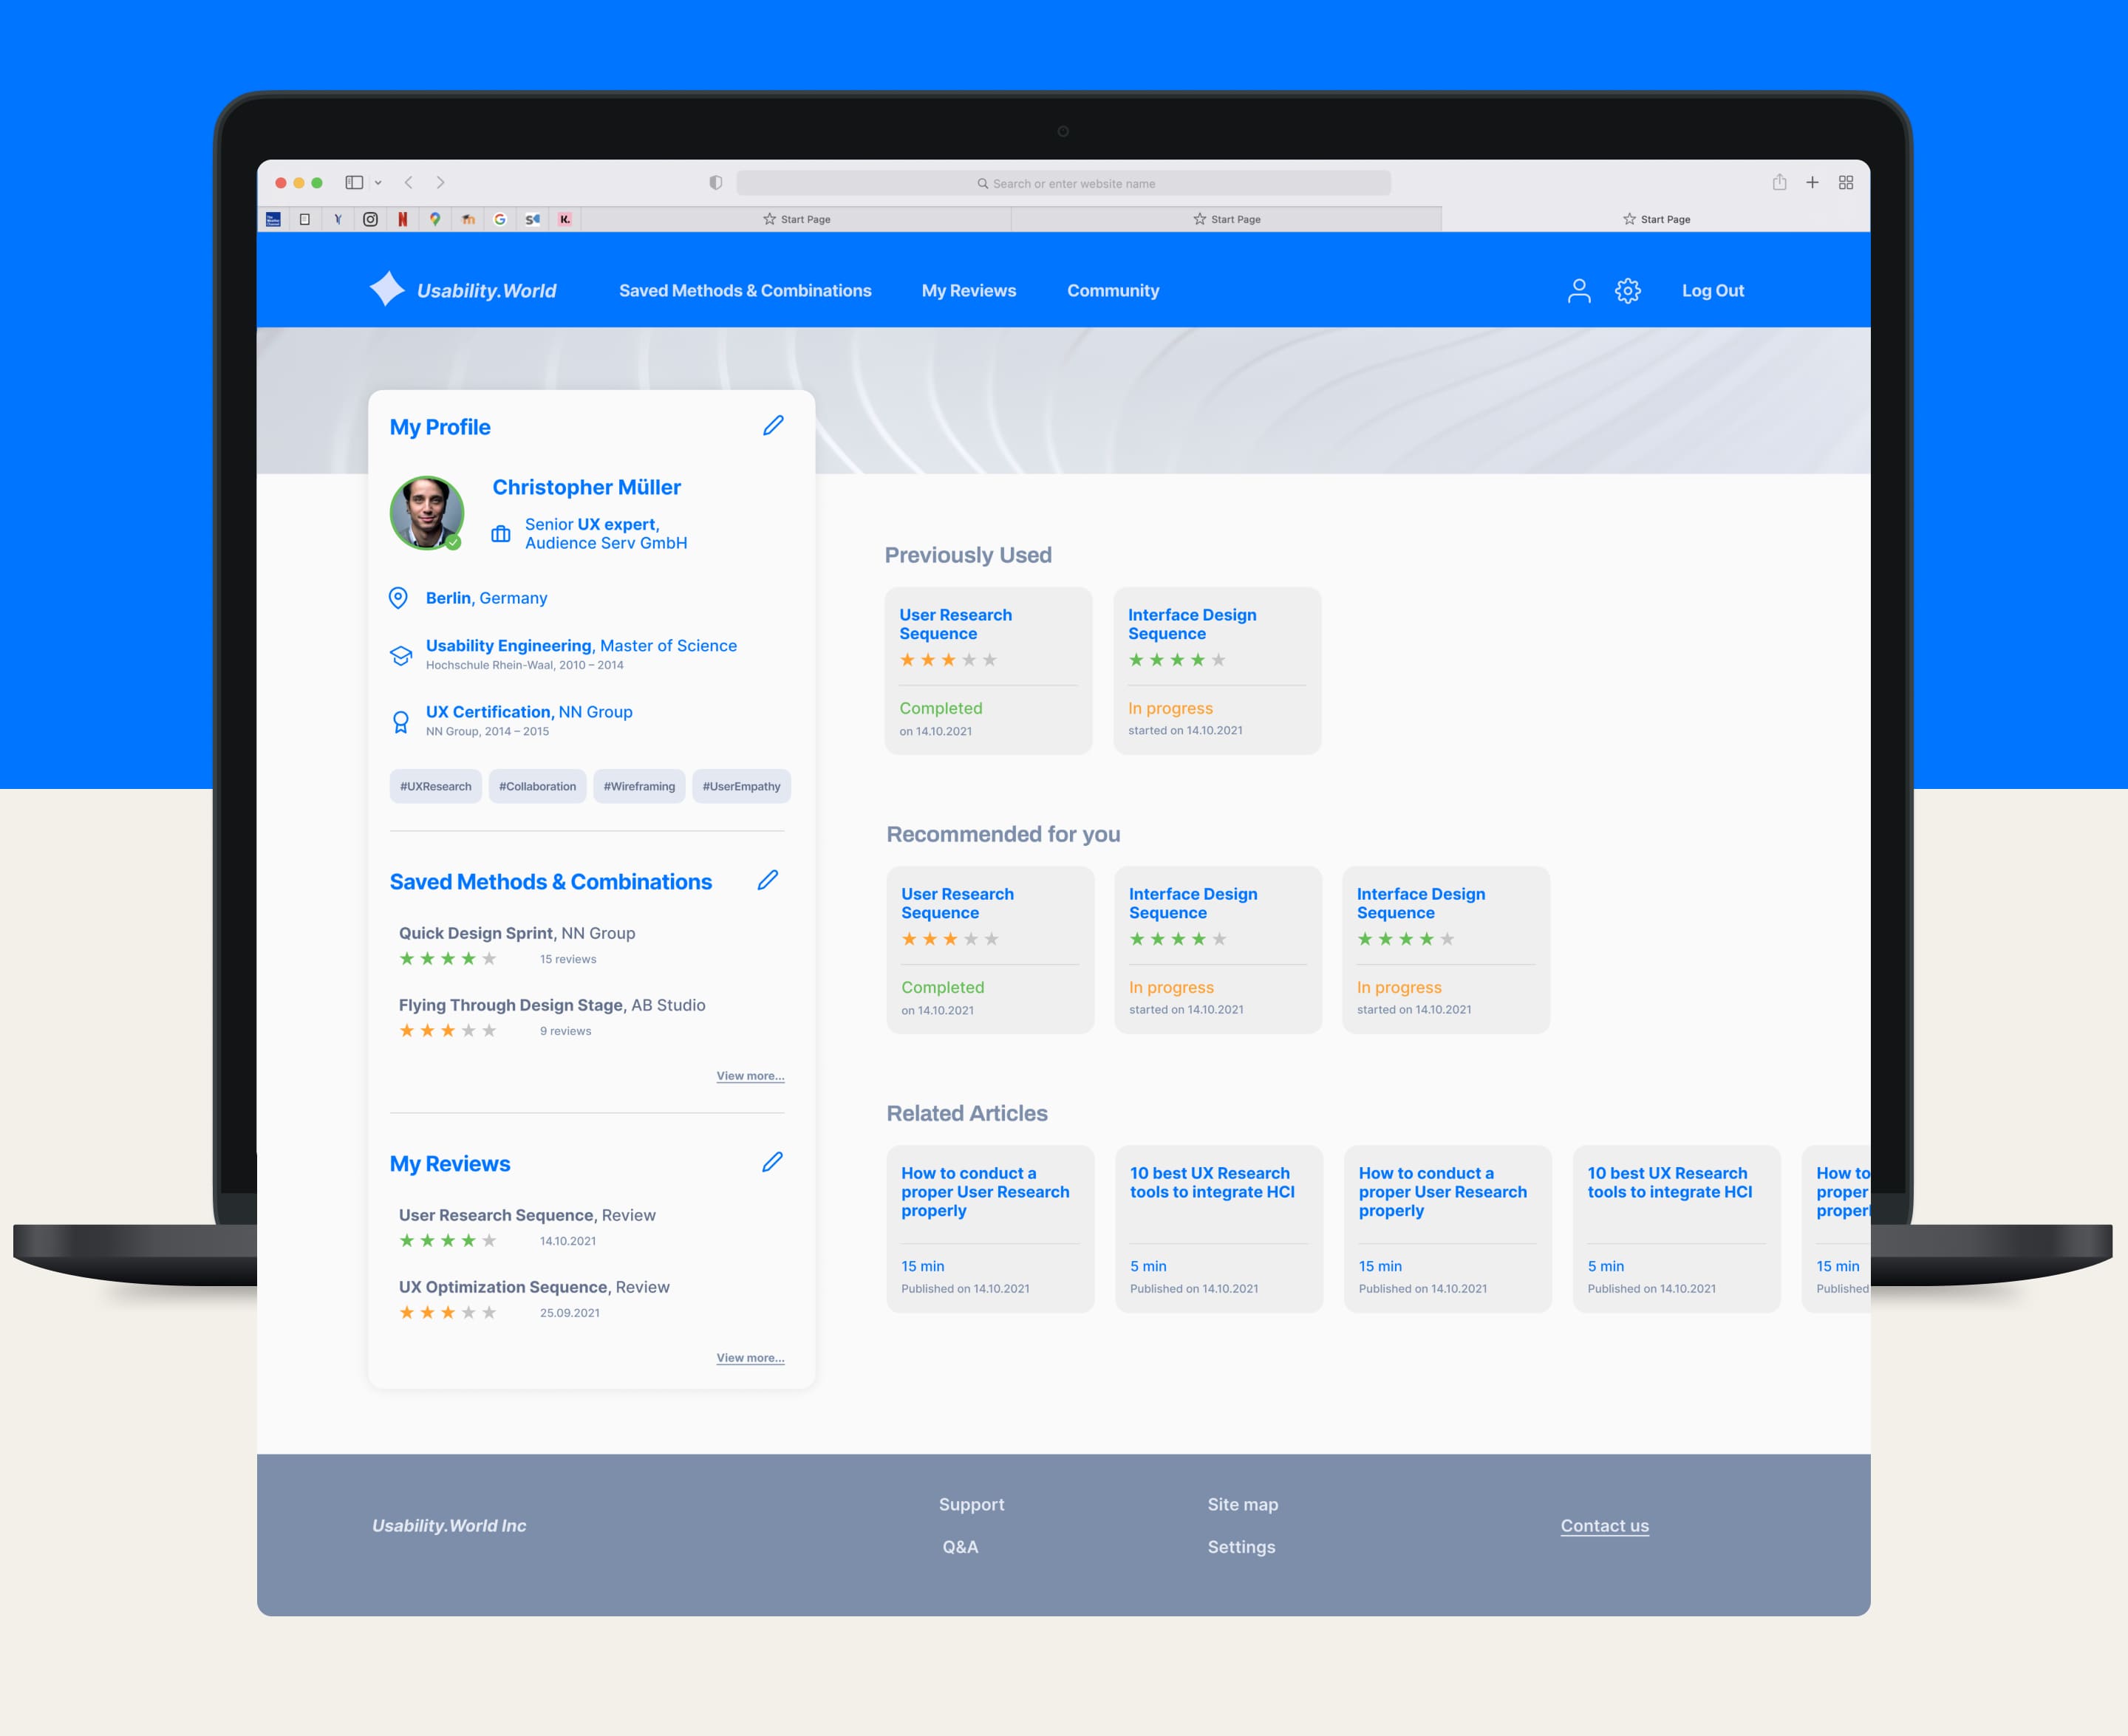 Search or enter website name
N
G
K.
Start Page
Start Page
Start Page
Usability.World
Saved Methods & Combinations
My Reviews
Community
Log Out
My Profile
Christopher Müller
Senior UX expert,
Audience Serv GmbH
Berlin, Germany
Usability Engineering, Master of Science
Hochschule Rhein-Waal, 2010 – 2014
UX Certification, NN Group
NN Group, 2014 – 2015
#UXResearch
#Collaboration
#Wireframing
#UserEmpathy
Saved Methods & Combinations
Quick Design Sprint, NN Group
15 reviews
Flying Through Design Stage, AB Studio
9 reviews
View more...
My Reviews
User Research Sequence, Review
14.10.2021
UX Optimization Sequence, Review
25.09.2021
View more...
Previously Used
User Research
Sequence
Completed
on 14.10.2021
Interface Design
Sequence
In progress
started on 14.10.2021
Recommended for you
User Research
Sequence
Completed
on 14.10.2021
Interface Design
Sequence
In progress
started on 14.10.2021
Interface Design
Sequence
In progress
started on 14.10.2021
Related Articles
How to conduct a
proper User Research
properly
15 min
Published on 14.10.2021
10 best UX Research
tools to integrate HCI
5 min
Published on 14.10.2021
How to conduct a
proper User Research
properly
15 min
Published on 14.10.2021
10 best UX Research
tools to integrate HCI
5 min
Published on 14.10.2021
How to
proper
15 min
Published
Usability.World Inc
Support
Q&A
Site map
Settings
Contact us